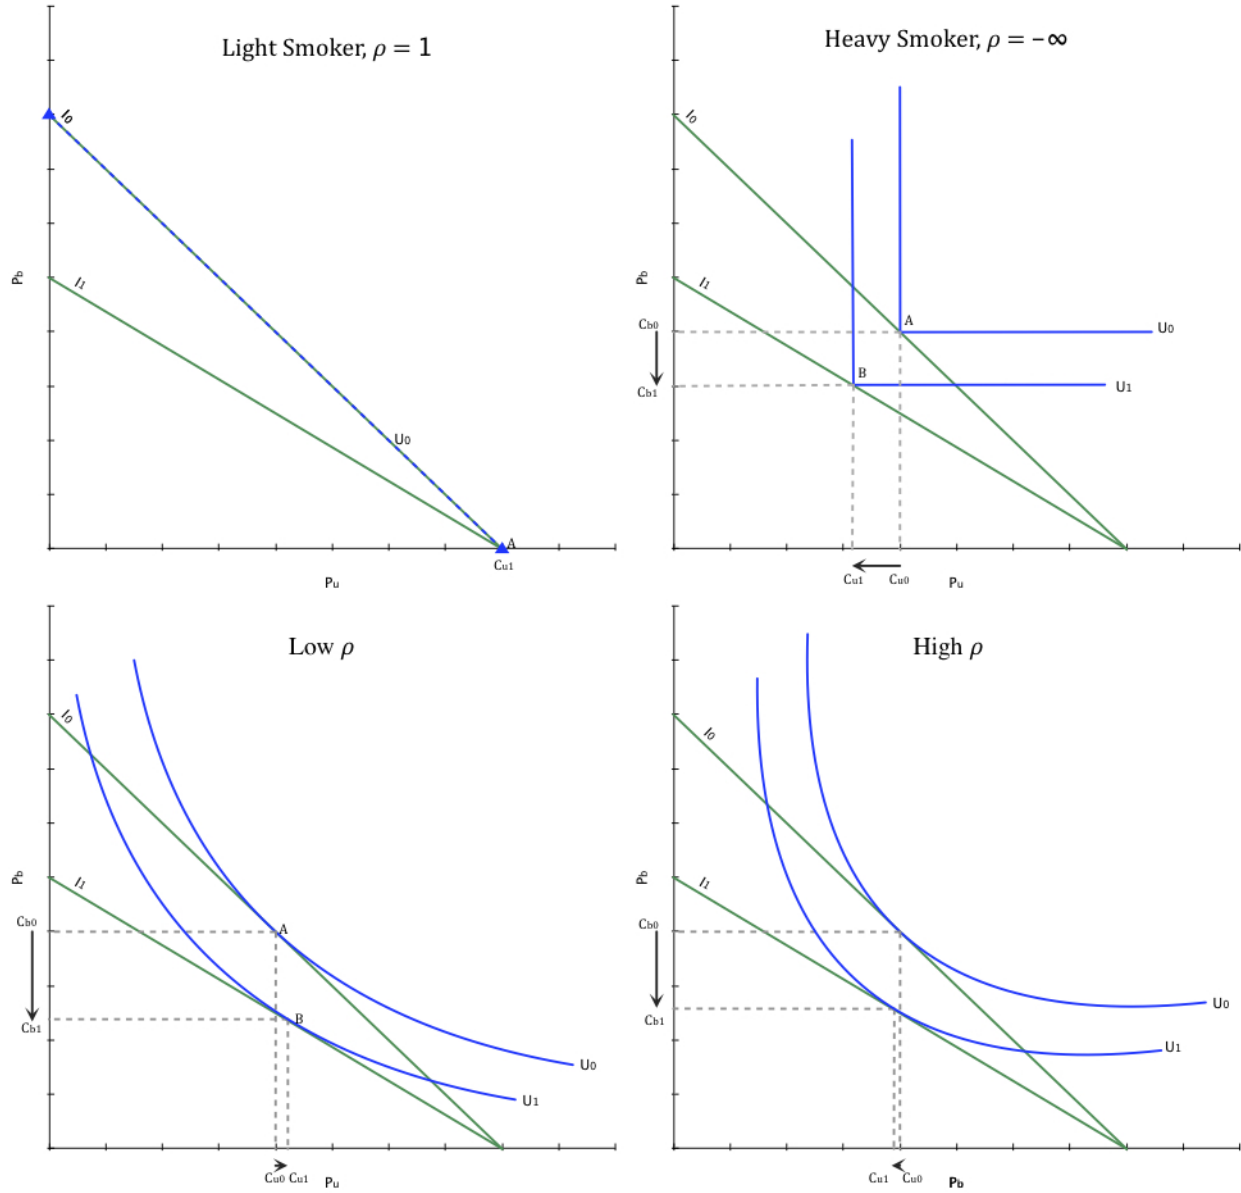 Light Smoker, ρ = 1
I0
I1
U0
A
Pb
Cu1
Pu
Heavy Smoker, ρ = −∞
I0
I1
Pb
Cb0
Cb1
A
U0
B
U1
Cu1
Cu0
Pu
Low ρ
I0
I1
Pb
Cb0
Cb1
A
B
U0
U1
Cu0
Cu1
Pu
High ρ
I0
I1
Pb
Cb0
Cb1
U0
U1
Cu1
Cu0
Pb